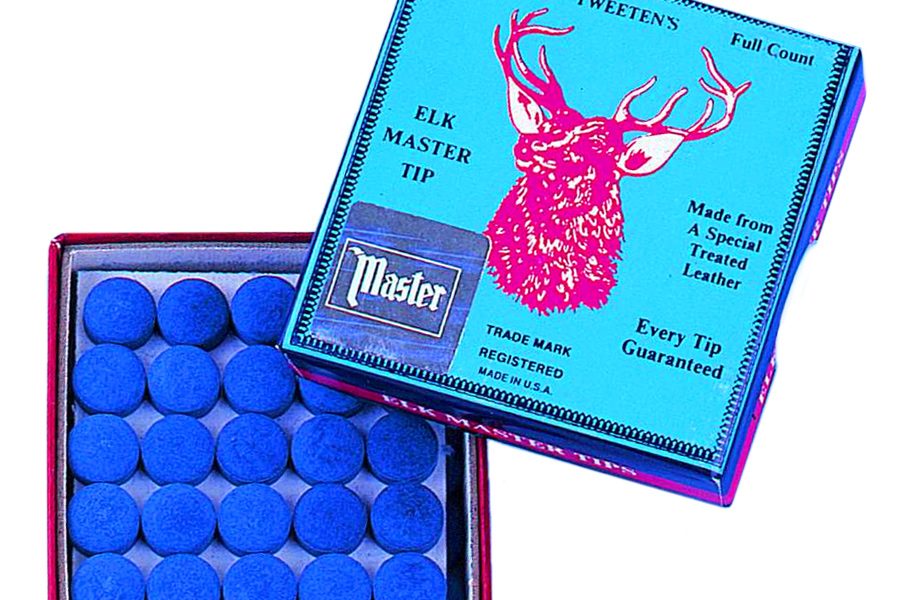 TWEETEN'S
Full Count
ELK
MASTER
TIP
Made from
A Special
Treated
Leather
Master
Every Tip
Guaranteed
TRADE MARK
REGISTERED
MADE IN U.S.A.
ELK MASTER TIPS